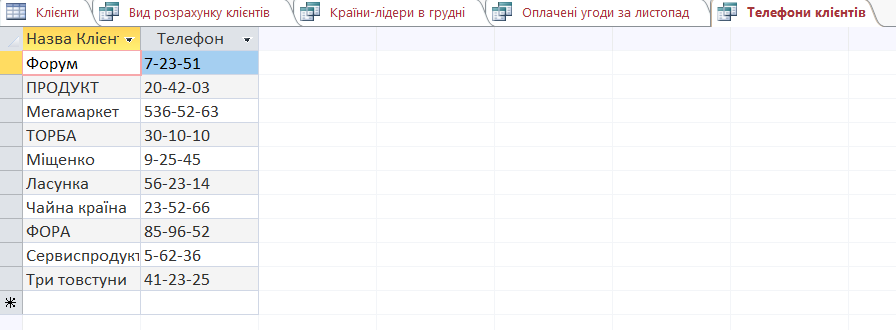 Клієнти Вид розрахунку клієнтів Країни-лідери в грудні Оплачені угоди за листопад Телефони клієнтів
Назва Клієнт Телефон
Форум 7-23-51
ПРОДУКТ 20-42-03
Мегамаркет 536-52-63
ТОРБА 30-10-10
Міщенко 9-25-45
Ласунка 56-23-14
Чайна країна 23-52-66
ФОРА 85-96-52
Сервиспродукт 5-62-36
Три товстуни 41-23-25